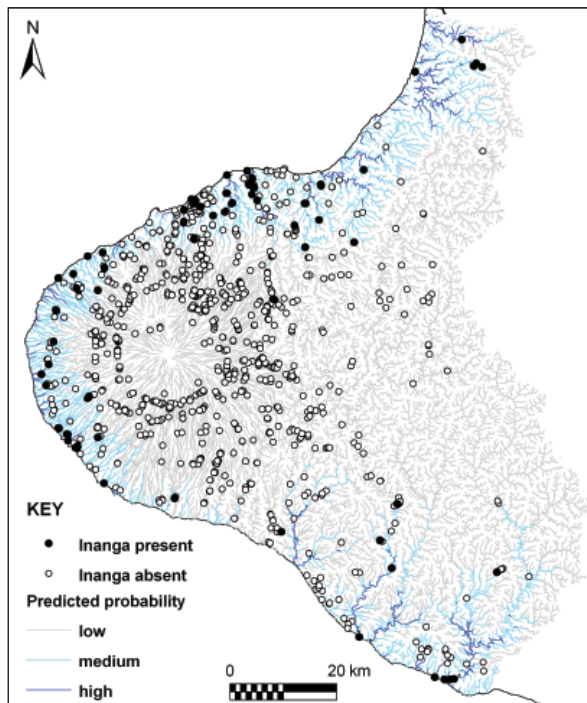 N
KEY
Inanga present
Inanga absent
Predicted probability
low
medium
high
0 20 km